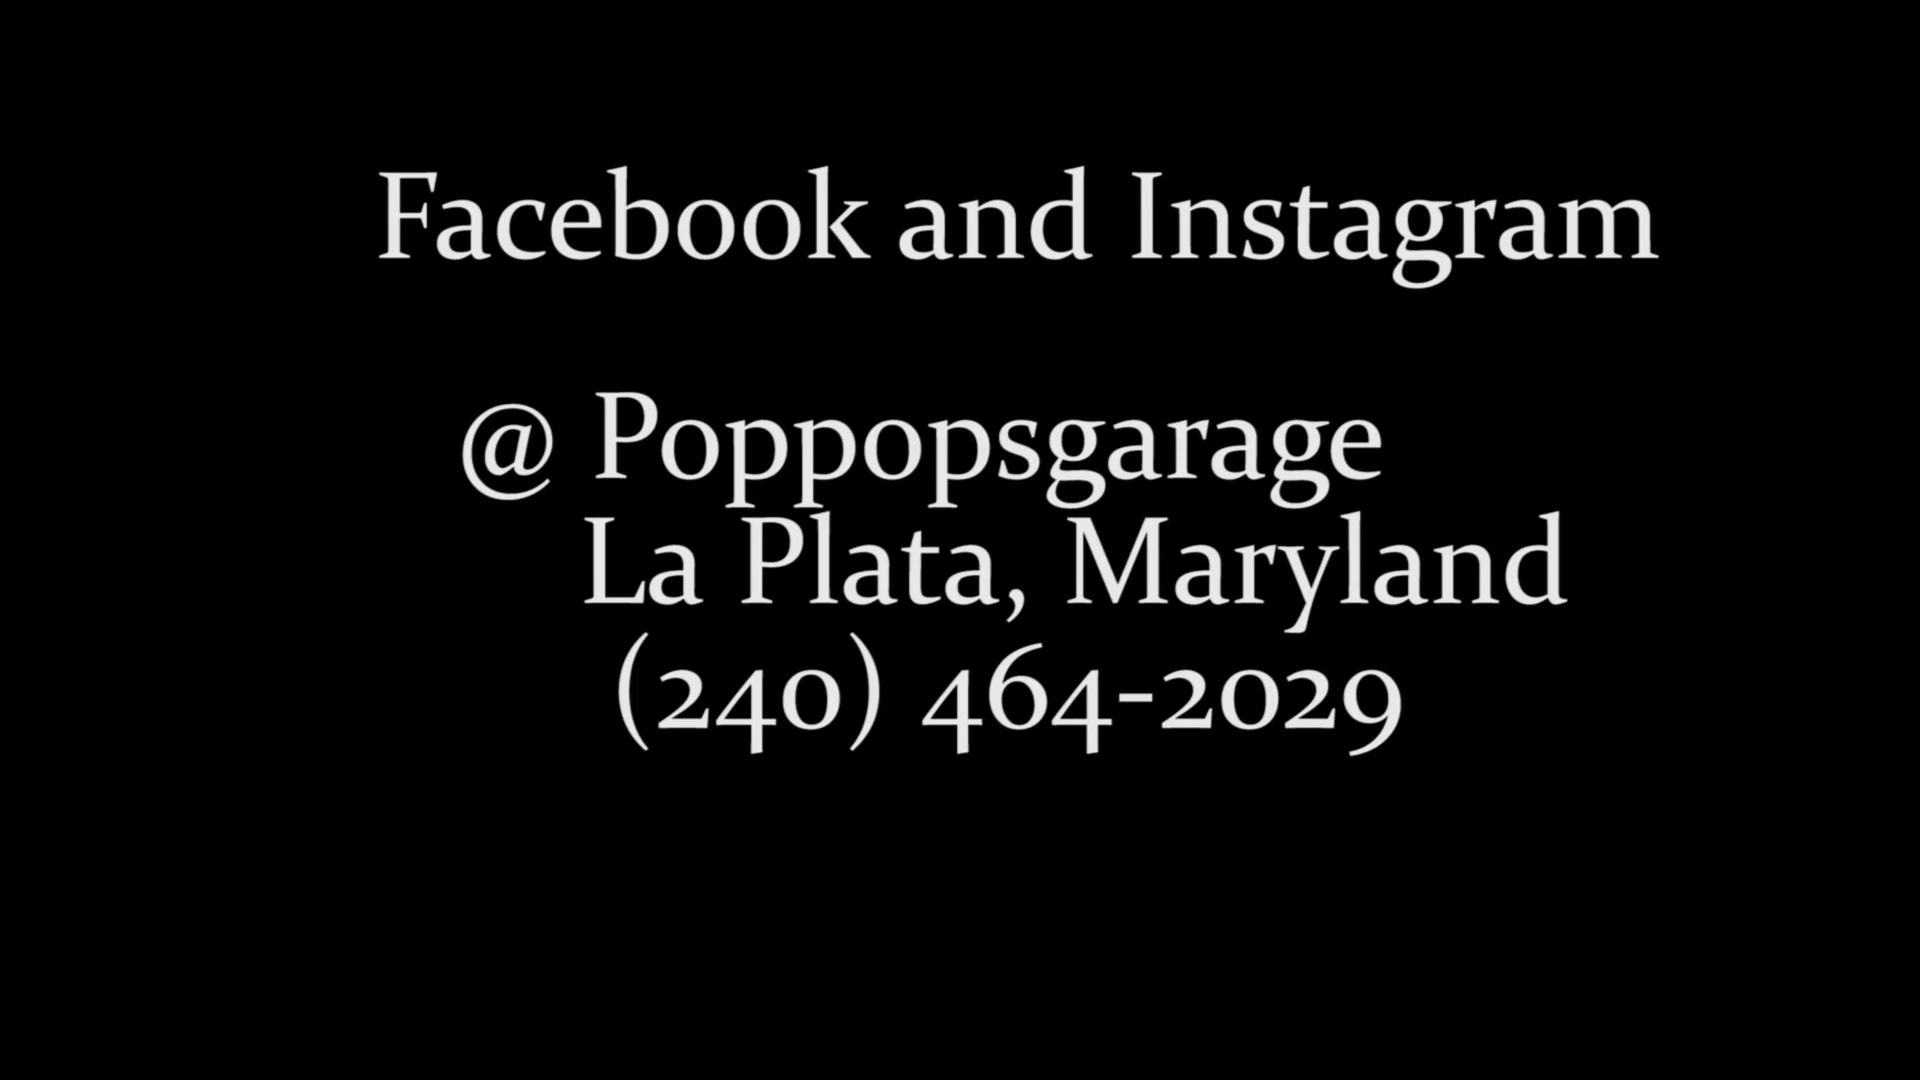 Facebook and Instagram
@ Poppopsgarage
La Plata, Maryland
(240) 464-2029